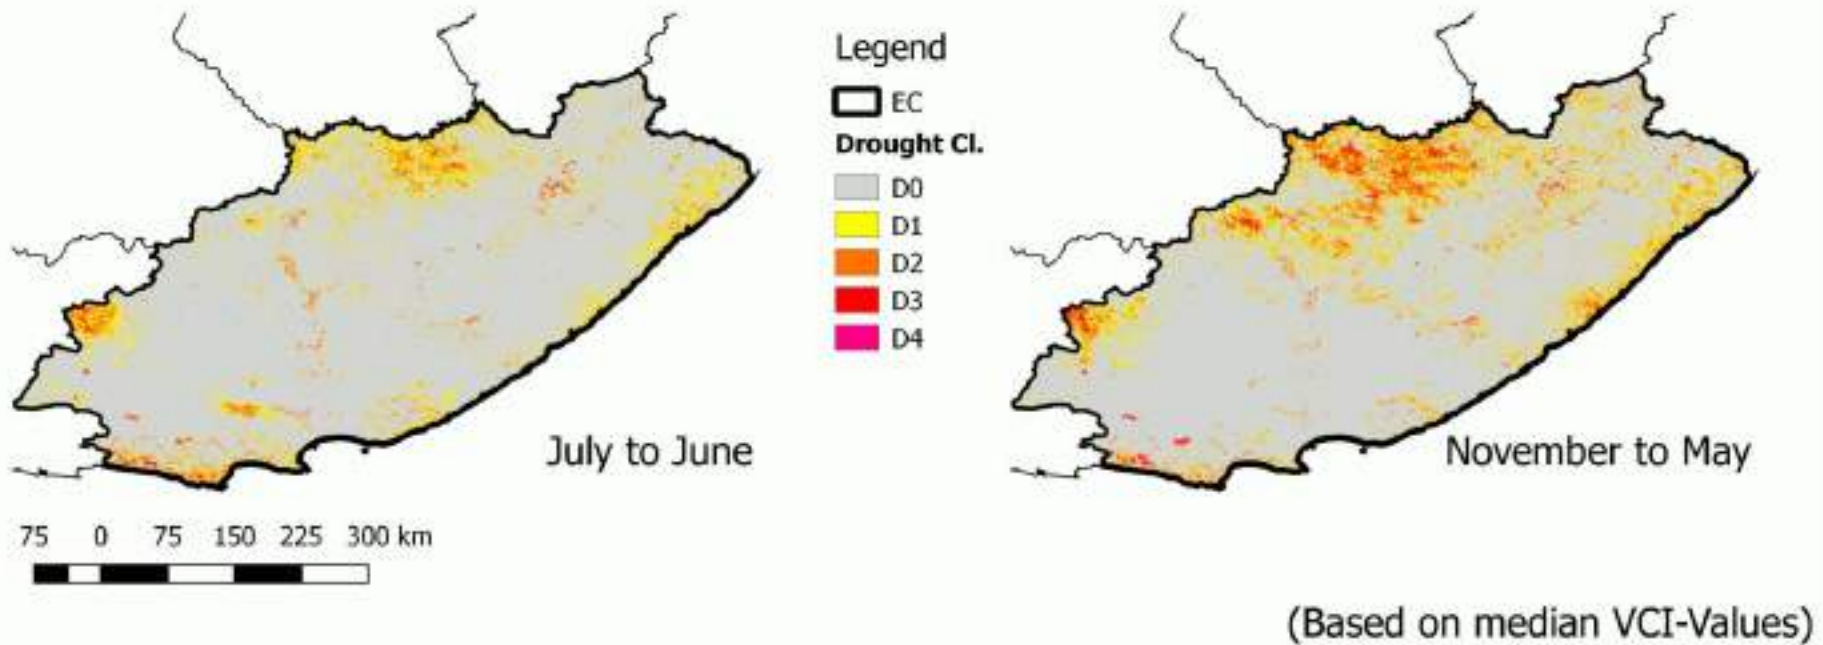 Legend
EC
Drought Cl.
D0
D1
D2
D3
D4
July to June
November to May
75 0 75 150 225 300 km
(Based on median VCI-Values)